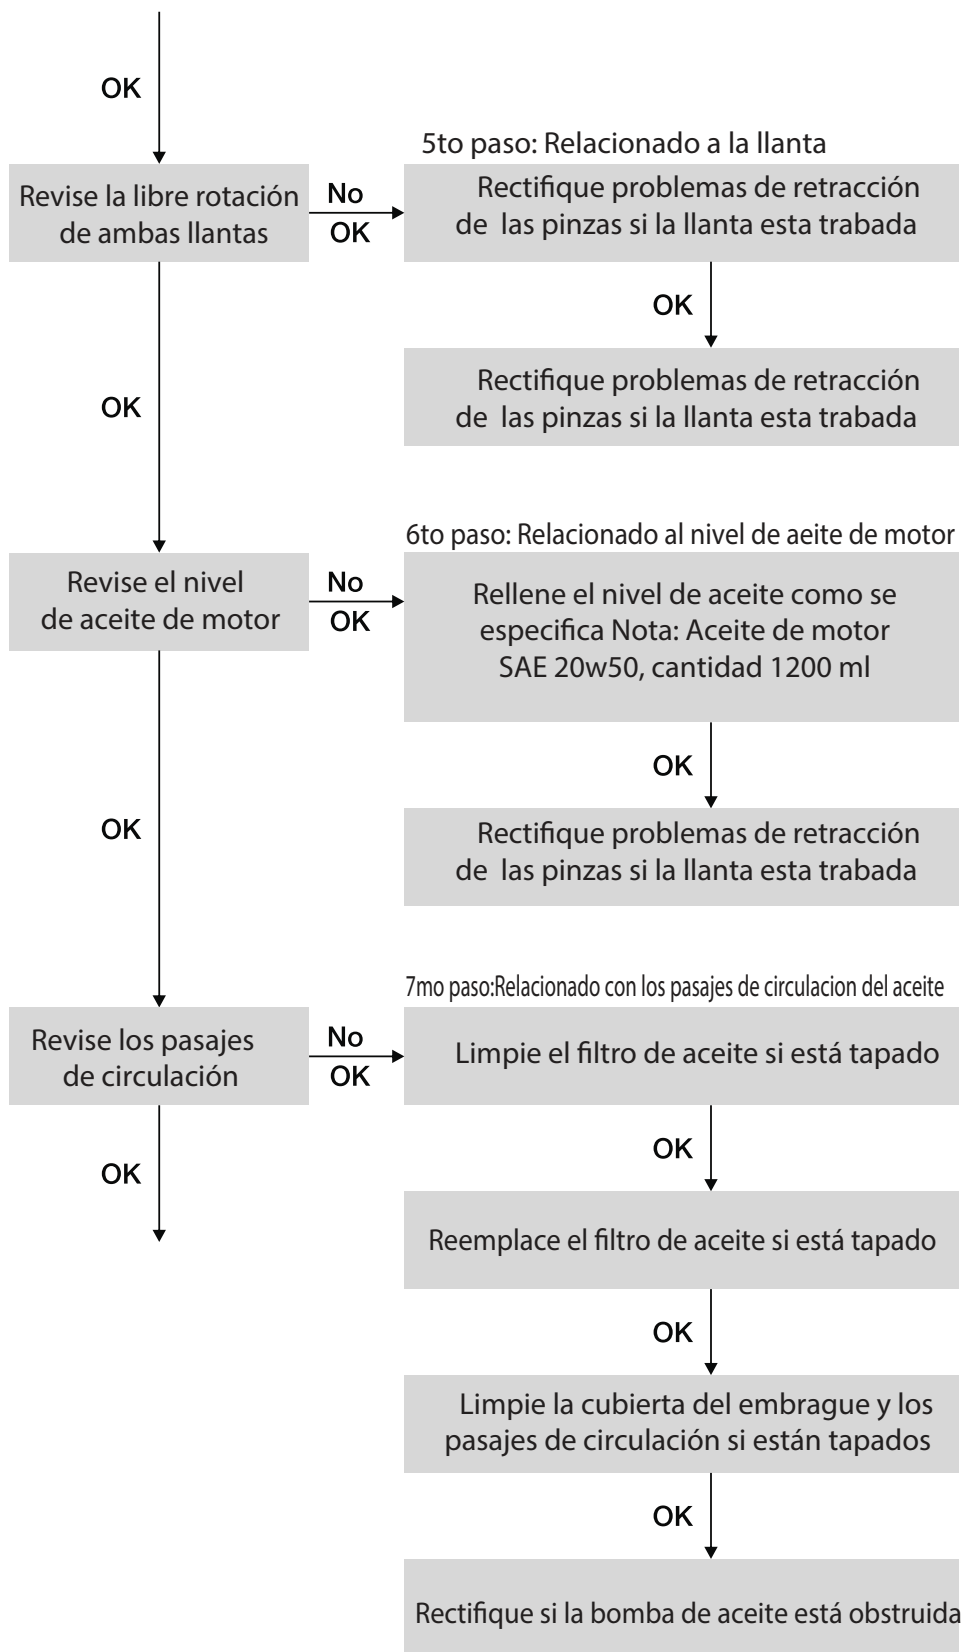 OK
5to paso: Relacionado a la llanta
Revise la libre rotación
de ambas llantas
No
OK
Rectifique problemas de retracción
de las pinzas si la llanta esta trabada
OK
Rectifique problemas de retracción
de las pinzas si la llanta esta trabada
OK
6to paso: Relacionado al nivel de aeite de motor
Revise el nivel
de aceite de motor
No
OK
Rellene el nivel de aceite como se
especifica Nota: Aceite de motor
SAE 20w50, cantidad 1200 ml
OK
Rectifique problemas de retracción
de las pinzas si la llanta esta trabada
OK
7mo paso:Relacionado con los pasajes de circulacion del aceite
Revise los pasajes
de circulación
No
OK
Limpie el filtro de aceite si está tapado
OK
OK
Reemplace el filtro de aceite si está tapado
OK
Limpie la cubierta del embrague y los
pasajes de circulación si están tapados
OK
Rectifique si la bomba de aceite está obstruida